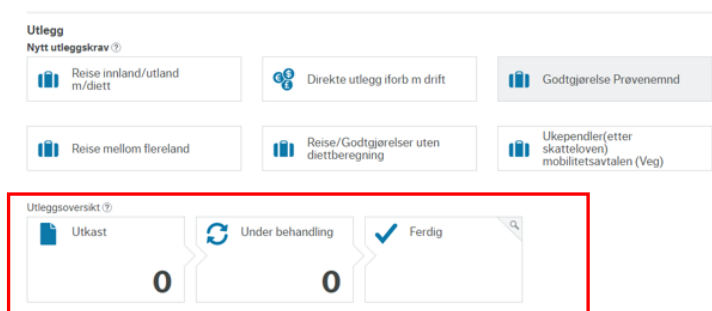 Utlegg
Nytt utleggskrav ?
Reise innland/utland
m/diett
Direkte utlegg iforb m drift
Godtgjørelse Prøvenemnd
Reise mellom flereland
Reise/Godtgjørelser uten
diettberegning
Ukependler(etter
skatteloven)
mobilitetsavtalen (Veg)
Utleggsoversikt ?
Utkast
0
Under behandling
0
Ferdig